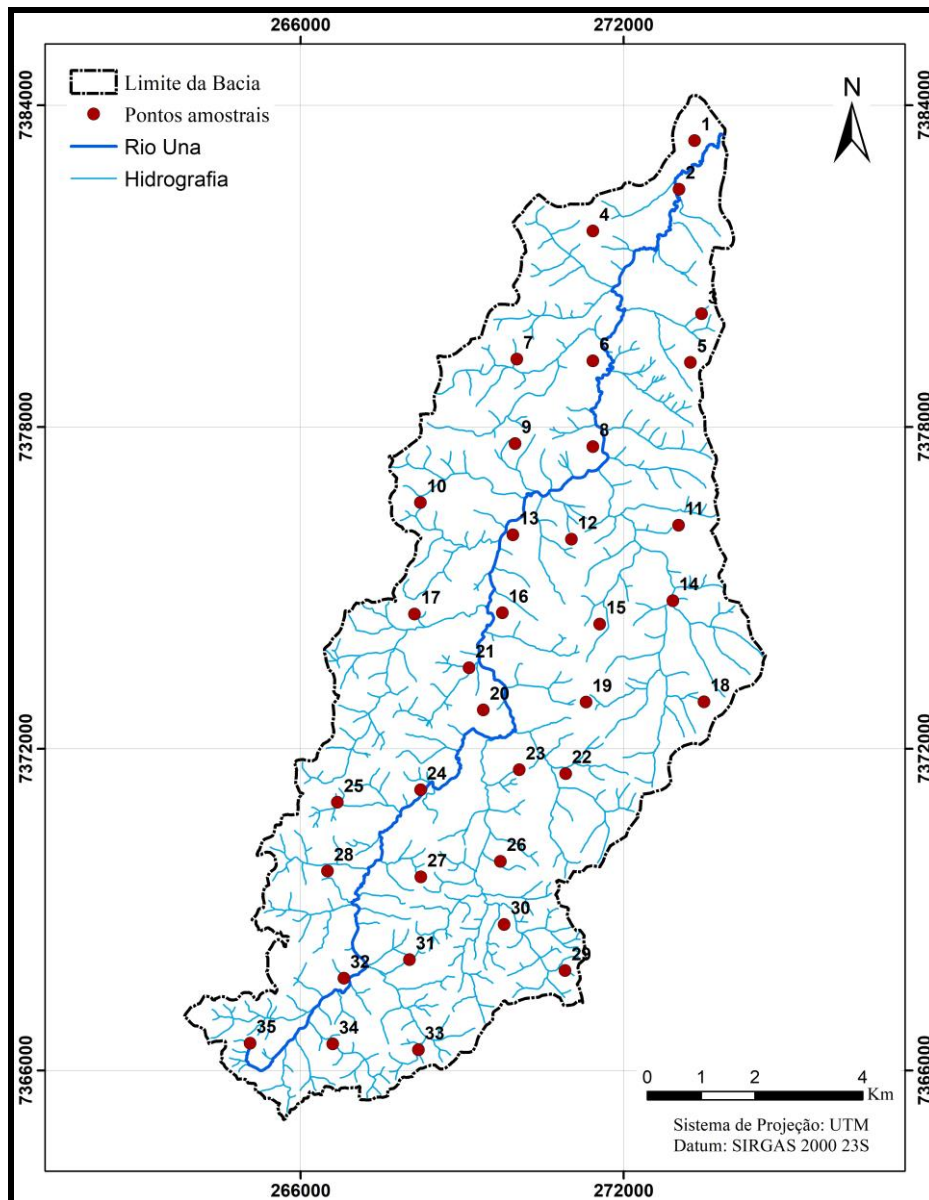 266000 272000
Limite da Bacia
Pontos amostrais
Rio Una
Hidrografia
N
7384000 7384000
1
2
4
3
5
7 6
7378000 7378000
9 8
10
13 12 11
14
17 16 15
21
20 19 18
7372000 7372000
23 22
24
25
28 27 26
30
31 29
32
35 34 33
7366000 7366000
0 1 2 4
Km
Sistema de Projeção: UTM
Datum: SIRGAS 2000 23S
266000 272000